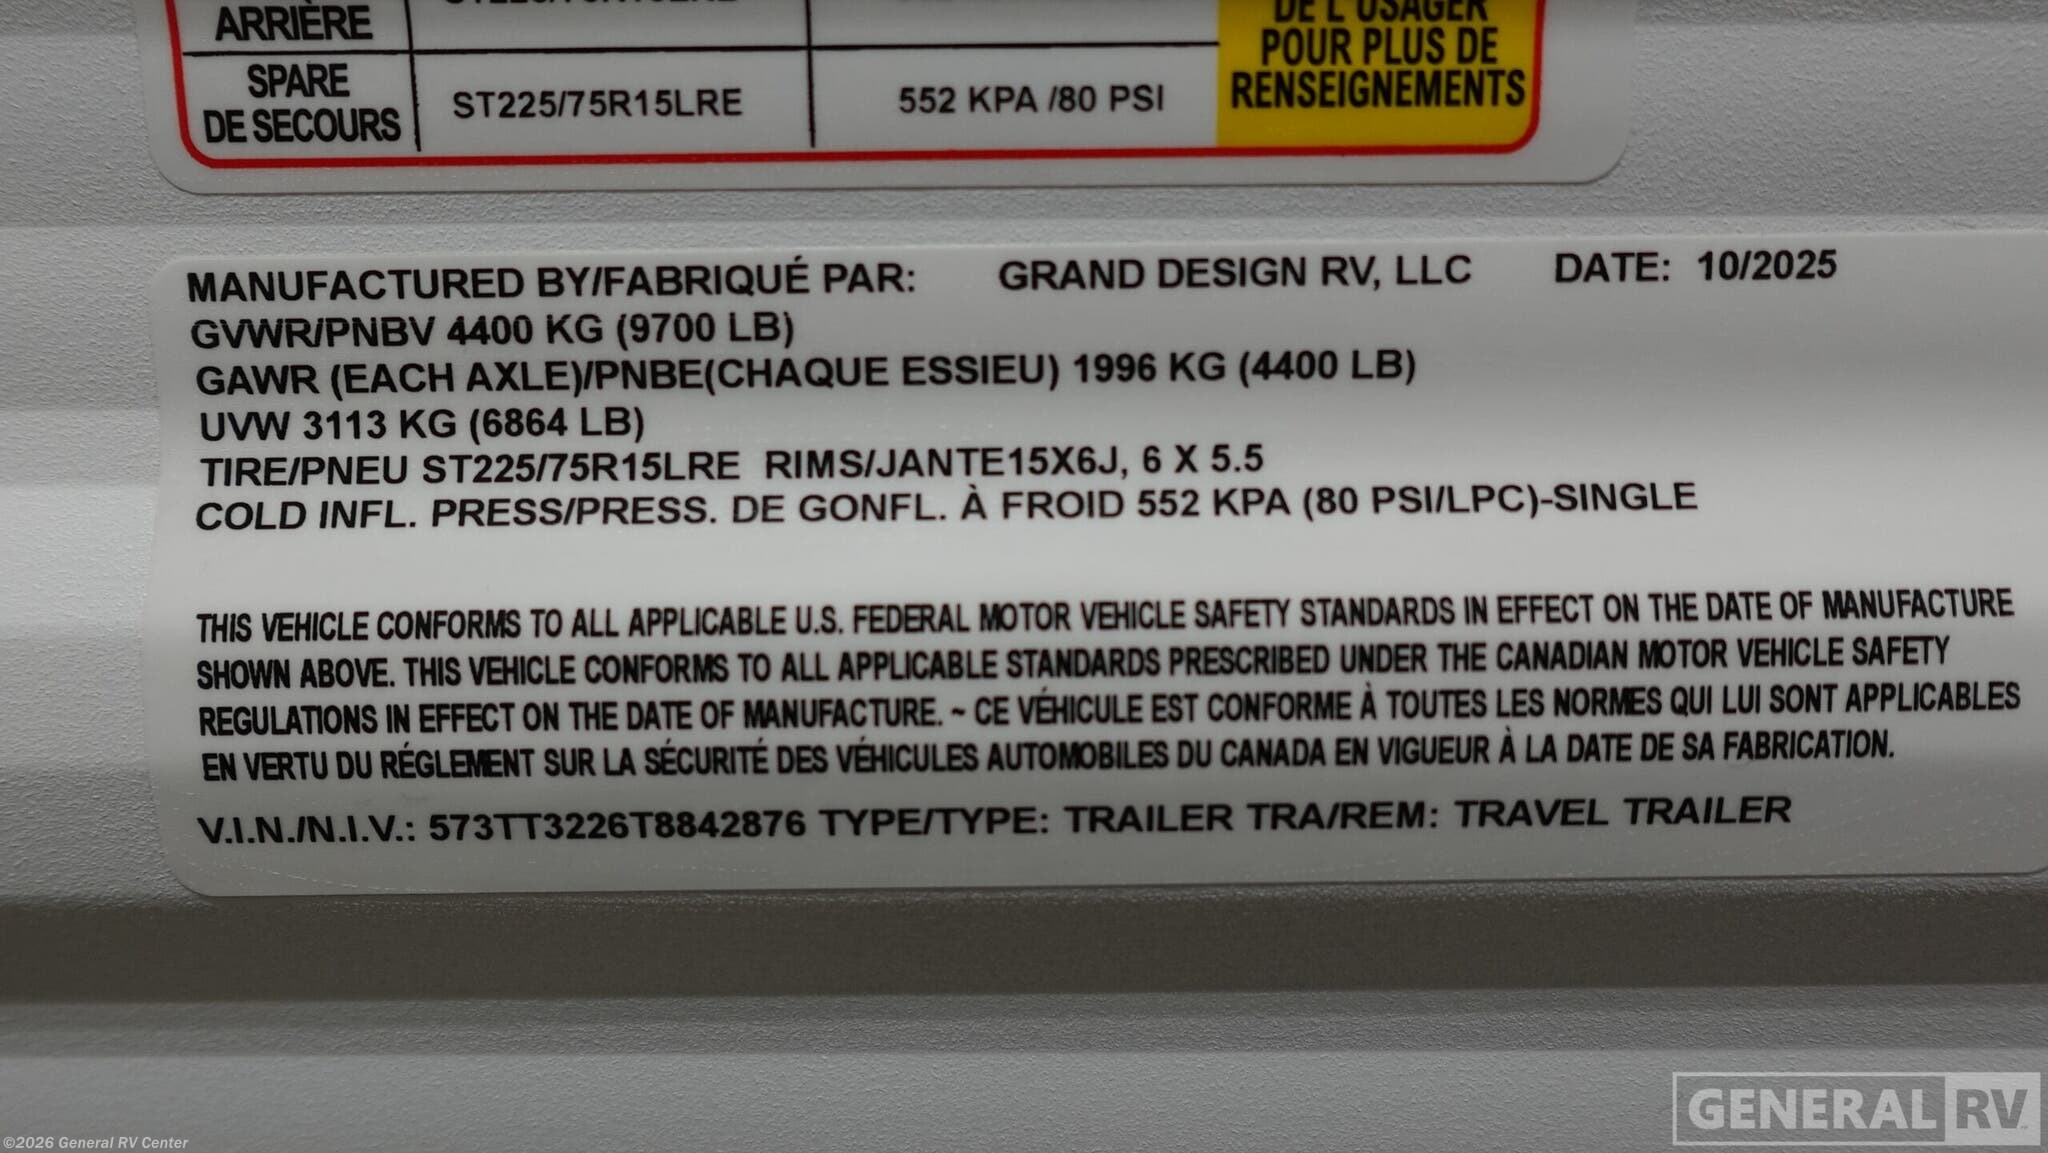 ARRIÈRE
DE L'USAGER
POUR PLUS DE
RENSEIGNEMENTS
SPARE
DE SECOURS
ST225/75R15LRE
552 KPA /80 PSI
MANUFACTURED BY/FABRIQUÉ PAR: GRAND DESIGN RV, LLC DATE: 10/2025
GVWR/PNBV 4400 KG (9700 LB)
GAWR (EACH AXLE)/PNBE(CHAQUE ESSIEU) 1996 KG (4400 LB)
UVW 3113 KG (6864 LB)
TIRE/PNEU ST225/75R15LRE RIMS/JANTE15X6J, 6 X 5.5
COLD INFL. PRESS/PRESS. DE GONFL. À FROID 552 KPA (80 PSI/LPC)-SINGLE
THIS VEHICLE CONFORMS TO ALL APPLICABLE U.S. FEDERAL MOTOR VEHICLE SAFETY STANDARDS IN EFFECT ON THE DATE OF MANUFACTURE
SHOWN ABOVE. THIS VEHICLE CONFORMS TO ALL APPLICABLE STANDARDS PRESCRIBED UNDER THE CANADIAN MOTOR VEHICLE SAFETY
REGULATIONS IN EFFECT ON THE DATE OF MANUFACTURE. ~ CE VÉHICULE EST CONFORME À TOUTES LES NORMES QUI LUI SONT APPLICABLES
EN VERTU DU RÉGLEMENT SUR LA SÉCURITÉ DES VÉHICULES AUTOMOBILES DU CANADA EN VIGUEUR À LA DATE DE SA FABRICATION.
V.I.N./N.I.V.: 573TT3226T8842876 TYPE/TYPE: TRAILER TRA/REM: TRAVEL TRAILER
GENERAL RV
©2026 General RV Center